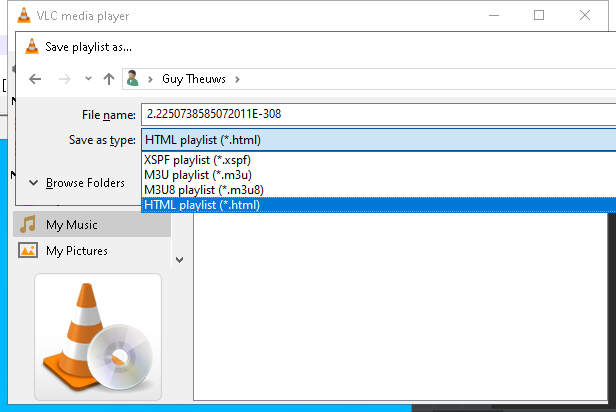 VLC media player
Save playlist as...
Guy Theuws
File name: 2.2250738585072011E-308
Save as type: HTML playlist (*.html)
XSPF playlist (*.xspf)
M3U playlist (*.m3u)
M3U8 playlist (*.m3u8)
HTML playlist (*.html)
Browse Folders
My Music
My Pictures